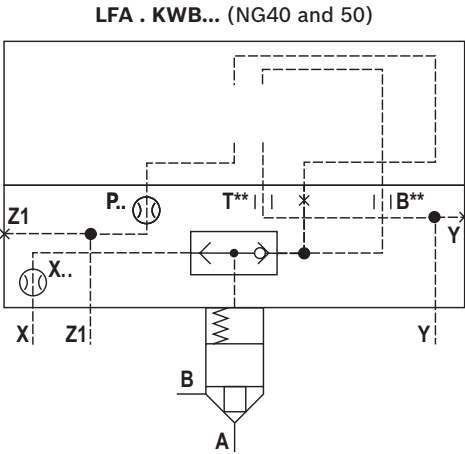 LFA . KWB... (NG40 and 50)
P.. T** B**
Z1 Y
X..
X Z1 Y
B
A